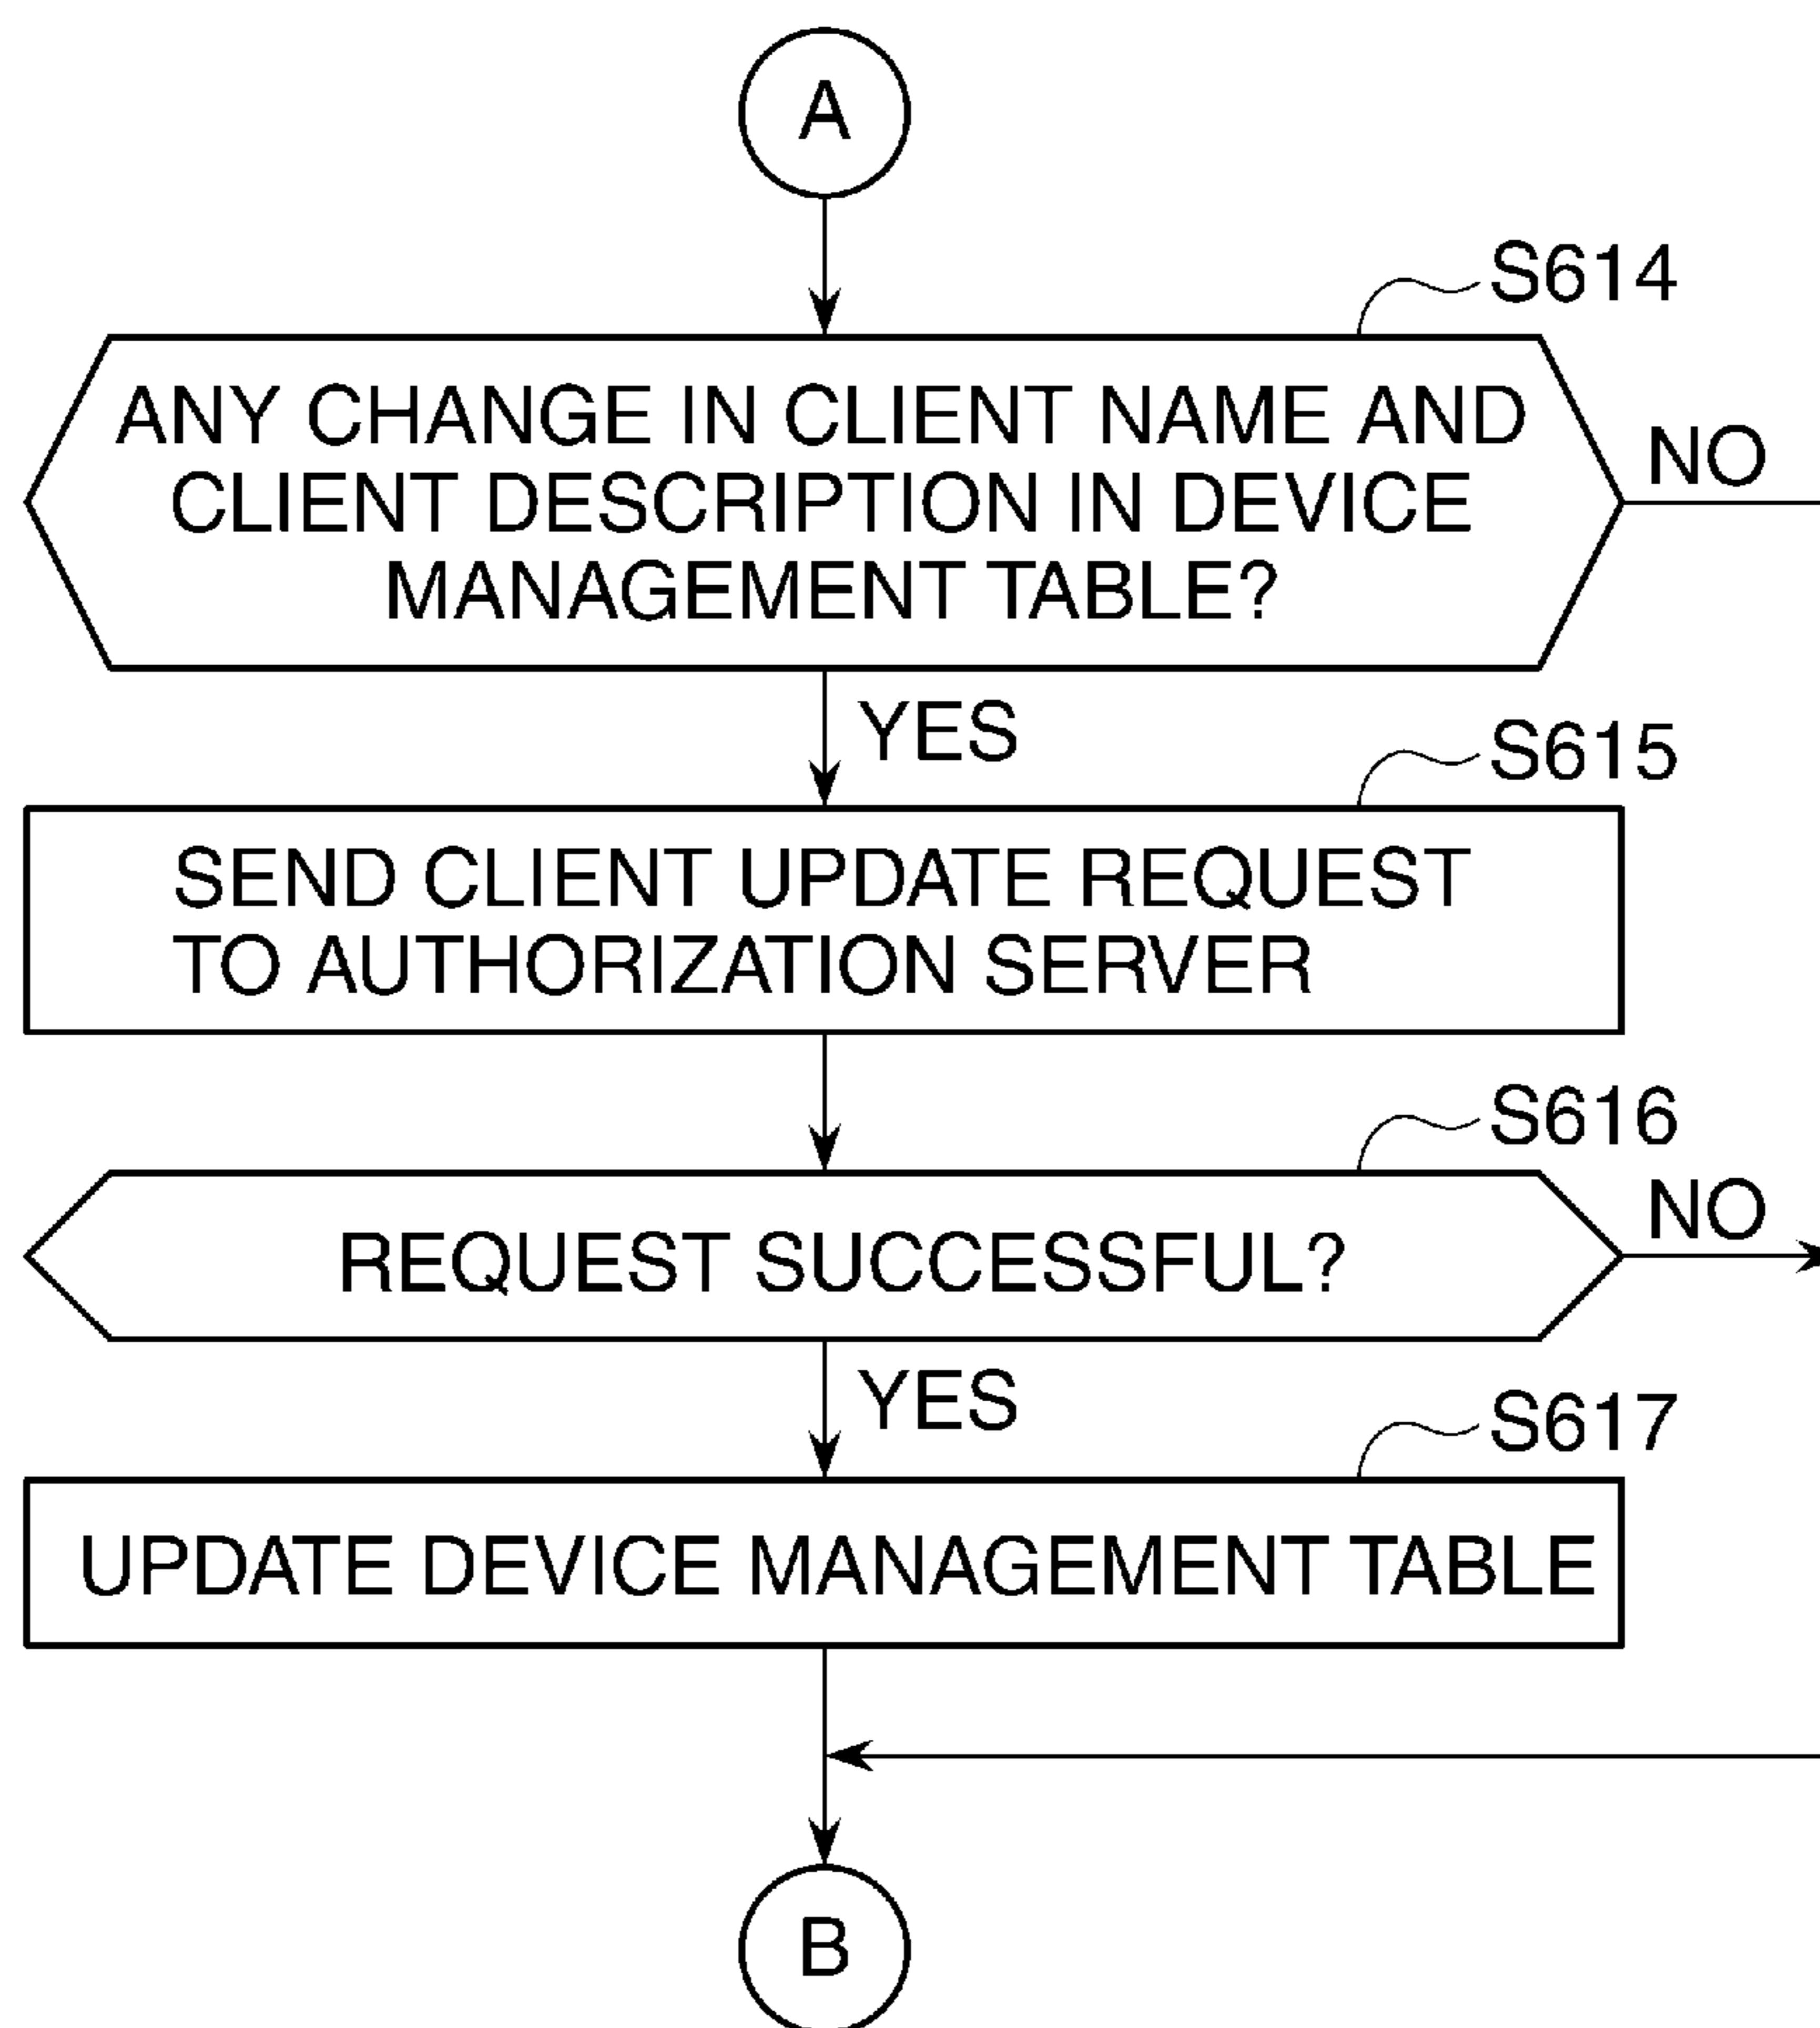 A
S614
ANY CHANGE IN CLIENT NAME AND
CLIENT DESCRIPTION IN DEVICE
MANAGEMENT TABLE?
NO
YES
S615
SEND CLIENT UPDATE REQUEST
TO AUTHORIZATION SERVER
S616
REQUEST SUCCESSFUL?
NO
YES
S617
UPDATE DEVICE MANAGEMENT TABLE
B